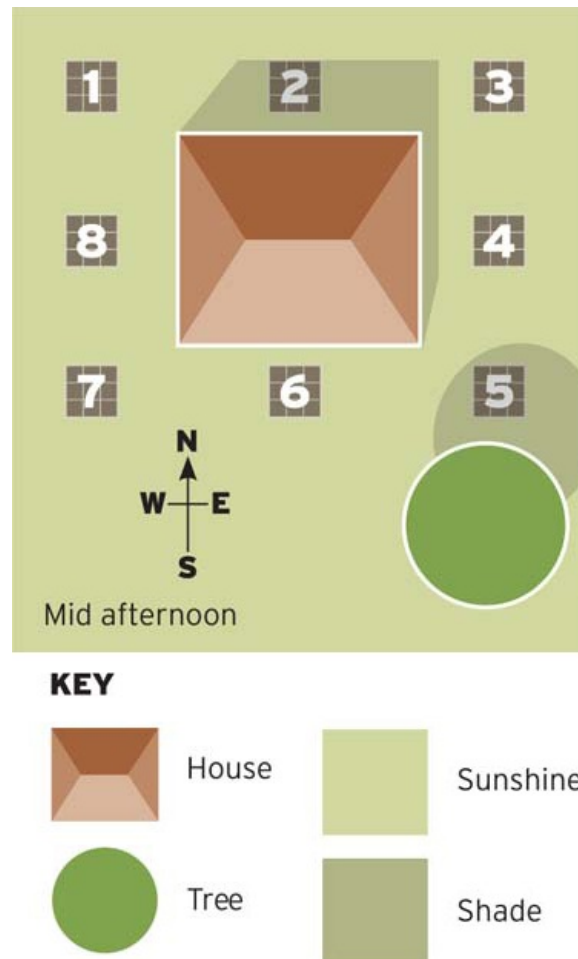 1 2 3
8 4
7 6 5
N
W E
S
Mid afternoon
KEY
House
Sunshine
Tree
Shade